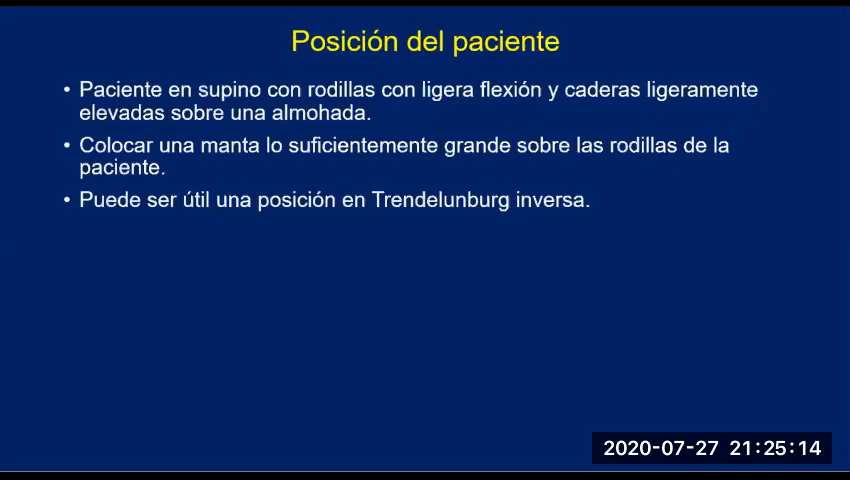 Posición del paciente
• Paciente en supino con rodillas con ligera flexión y caderas ligeramente
elevadas sobre una almohada.
• Colocar una manta lo suficientemente grande sobre las rodillas de la
paciente.
• Puede ser útil una posición en Trendelunburg inversa.
2020-07-27 21:25:14